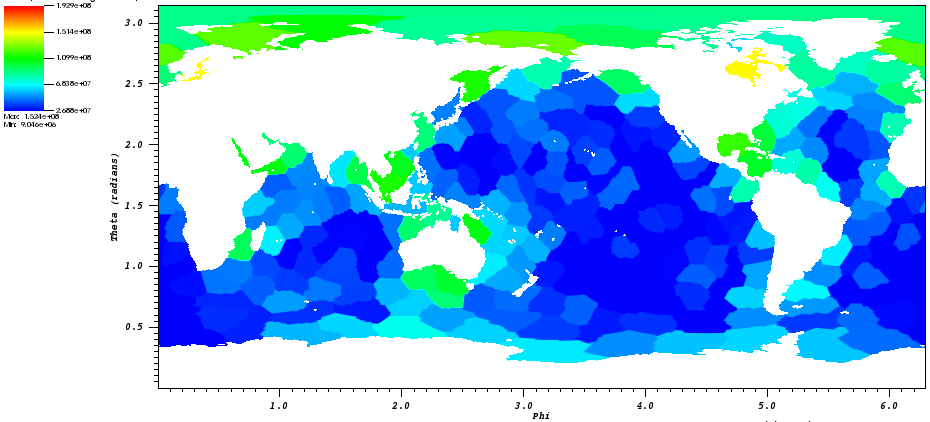 1.929e+08
1.514e+08
1.099e+08
6.838e+07
2.688e+07
Max: 1.524e+08
Min: 9.046e+06
Theta (radians)
3.0
2.5
2.0
1.5
1.0
0.5
1.0 2.0 3.0 4.0 5.0 6.0
Phi